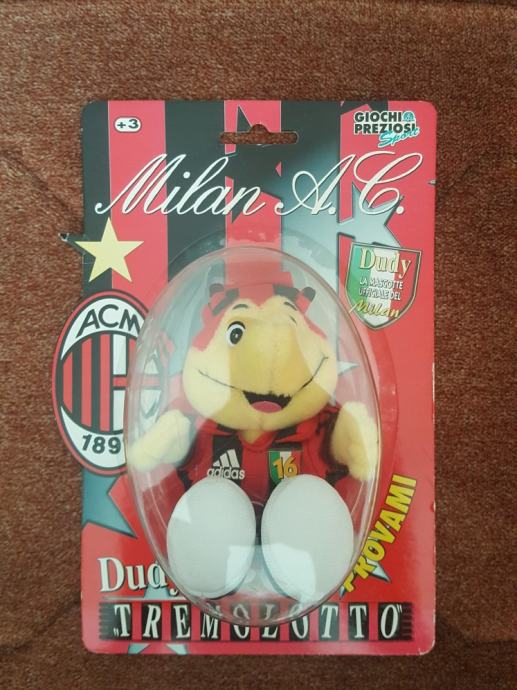 +3
GIOCHI
PREZIOSI
Sport
Milan A.C.
Dudy
LA MASCOTTE
UFFICIALE DEL
Milan
ACM
189
adidas
16
PROVAMI
Dudy
"TREMOLOTTO"